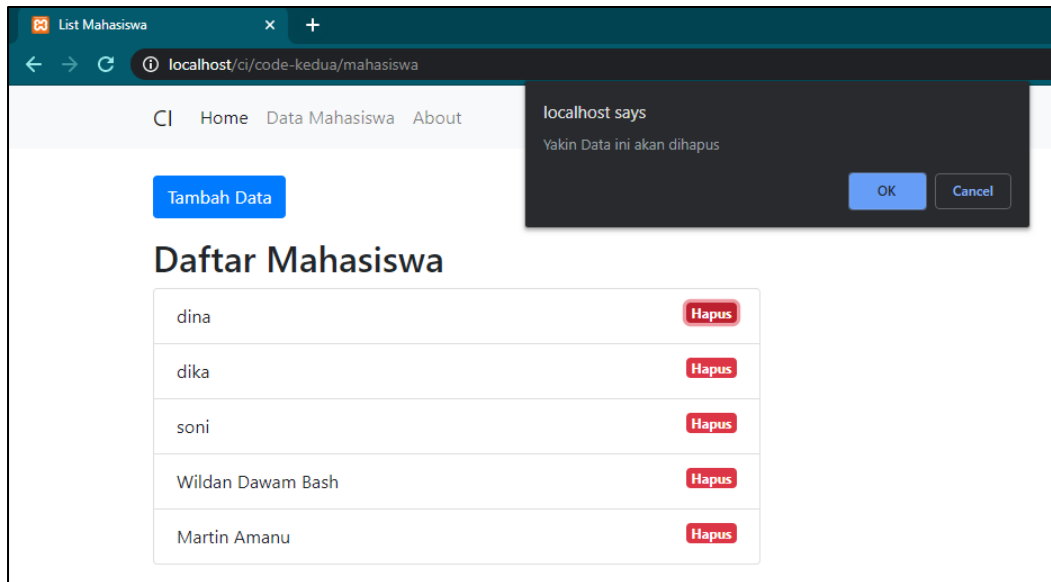 List Mahasiswa
localhost/ci/code-kedua/mahasiswa
CI Home Data Mahasiswa About
localhost says
Yakin Data ini akan dihapus
OK Cancel
Tambah Data
Daftar Mahasiswa
dina Hapus
dika Hapus
soni Hapus
Wildan Dawam Bash Hapus
Martin Amanu Hapus